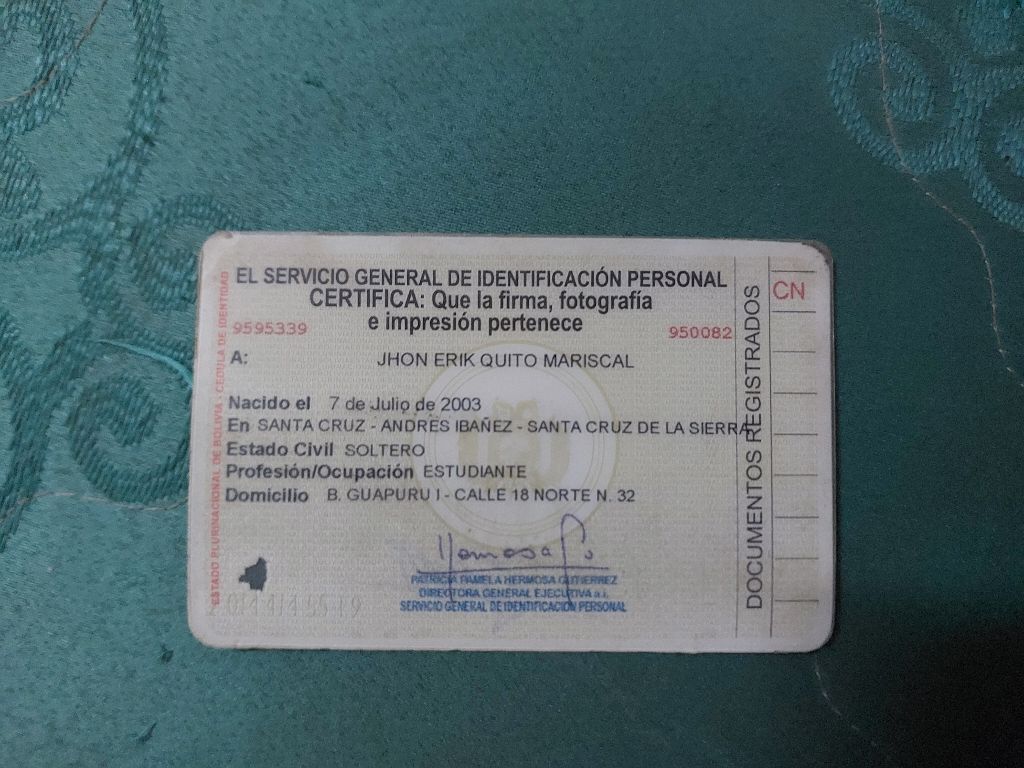 EL SERVICIO GENERAL DE IDENTIFICACIÓN PERSONAL
CERTIFICA: Que la firma, fotografía
e impresión pertenece
9595339
950082
A: JHON ERIK QUITO MARISCAL
Nacido el 7 de Julio de 2003
En SANTA CRUZ - ANDRES IBAÑEZ - SANTA CRUZ DE LA SIERRA
Estado Civil SOLTERO
Profesión/Ocupación ESTUDIANTE
Domicilio B. GUAPURU I - CALLE 18 NORTE N. 32
PATRICIA PAMELA HERMOSA GUTIERREZ
DIRECTORA GENERAL EJECUTIVA a.i.
SERVICIO GENERAL DE IDENTIFICACIÓN PERSONAL
ESTADO PLURINACIONAL DE BOLIVIA - CEDULA DE IDENTIDAD
DOCUMENTOS REGISTRADOS
CN